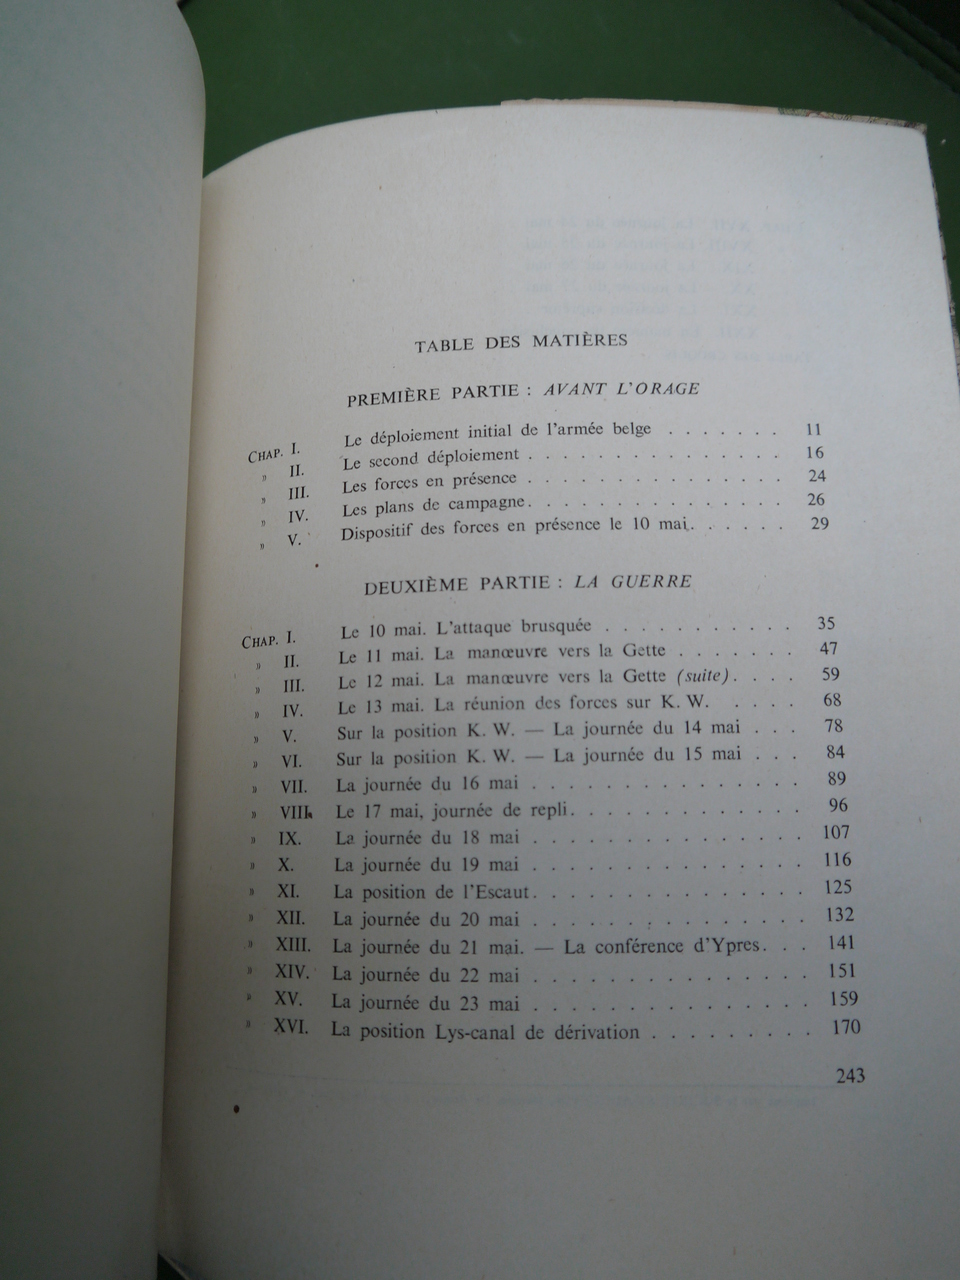 TABLE DES MATIÈRES
PREMIÈRE PARTIE : AVANT L'ORAGE
CHAP. I. Le déploiement initial de l'armée belge . . . . . . . 11
» II. Le second déploiement . . . . . . . . . . . . . . . 16
» III. Les forces en présence . . . . . . . . . . . . . . . 24
» IV. Les plans de campagne . . . . . . . . . . . . . . . 26
» V. Dispositif des forces en présence le 10 mai . . . . . . 29
DEUXIÈME PARTIE : LA GUERRE
CHAP. I. Le 10 mai. L'attaque brusquée . . . . . . . . . . . 35
» II. Le 11 mai. La manœuvre vers la Gette . . . . . . . 47
» III. Le 12 mai. La manœuvre vers la Gette (suite) . . . . 59
» IV. Le 13 mai. La réunion des forces sur K. W. . . . . 68
» V. Sur la position K. W. — La journée du 14 mai . . . 78
» VI. Sur la position K. W. — La journée du 15 mai . . . 84
» VII. La journée du 16 mai . . . . . . . . . . . . . . . 89
» VIII. Le 17 mai, journée de repli . . . . . . . . . . . . . 96
» IX. La journée du 18 mai . . . . . . . . . . . . . . . 107
» X. La journée du 19 mai . . . . . . . . . . . . . . . 116
» XI. La position de l'Escaut . . . . . . . . . . . . . . . 125
» XII. La journée du 20 mai . . . . . . . . . . . . . . . 132
» XIII. La journée du 21 mai. — La conférence d'Ypres . . . 141
» XIV. La journée du 22 mai . . . . . . . . . . . . . . . 151
» XV. La journée du 23 mai . . . . . . . . . . . . . . . 159
» XVI. La position Lys-canal de dérivation . . . . . . . . . 170
243